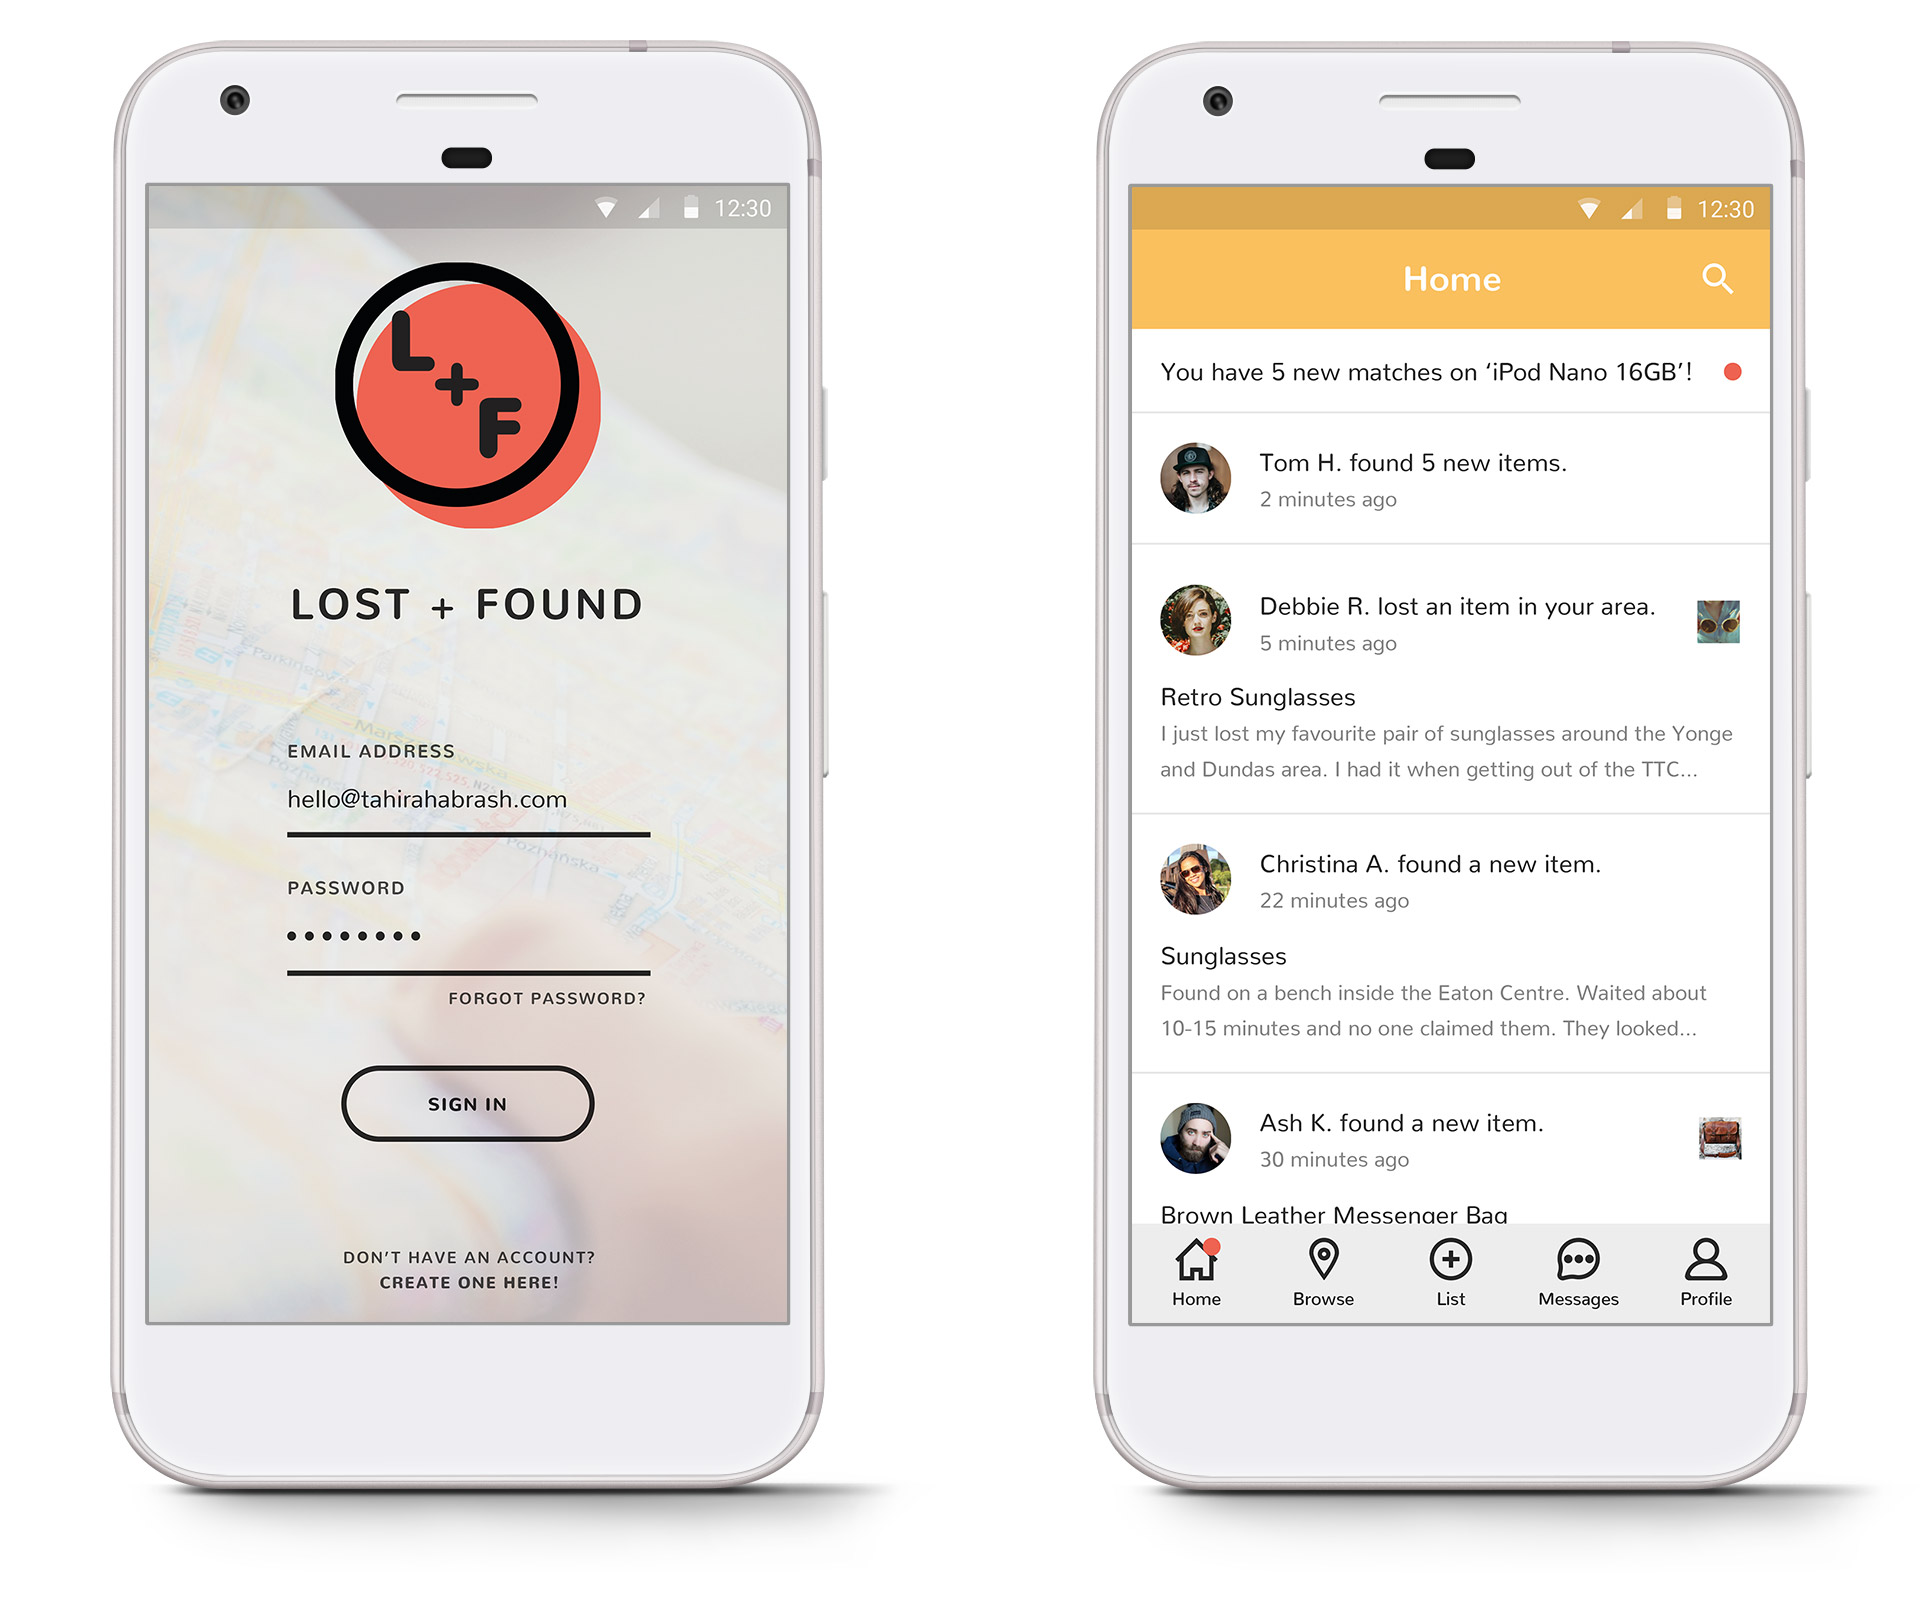 12:30
L+F
LOST + FOUND
EMAIL ADDRESS
hello@tahirahabrash.com
PASSWORD
FORGOT PASSWORD?
SIGN IN
DON'T HAVE AN ACCOUNT?
CREATE ONE HERE!
Marszałkowska
Poznańska
12:30
Home
You have 5 new matches on ‘iPod Nano 16GB’!
Tom H. found 5 new items.
2 minutes ago
Debbie R. lost an item in your area.
5 minutes ago
Retro Sunglasses
I just lost my favourite pair of sunglasses around the Yonge
and Dundas area. I had it when getting out of the TTC...
Christina A. found a new item.
22 minutes ago
Sunglasses
Found on a bench inside the Eaton Centre. Waited about
10-15 minutes and no one claimed them. They looked...
Ash K. found a new item.
30 minutes ago
Brown Leather Messenger Bag
Home
Browse
List
Messages
Profile